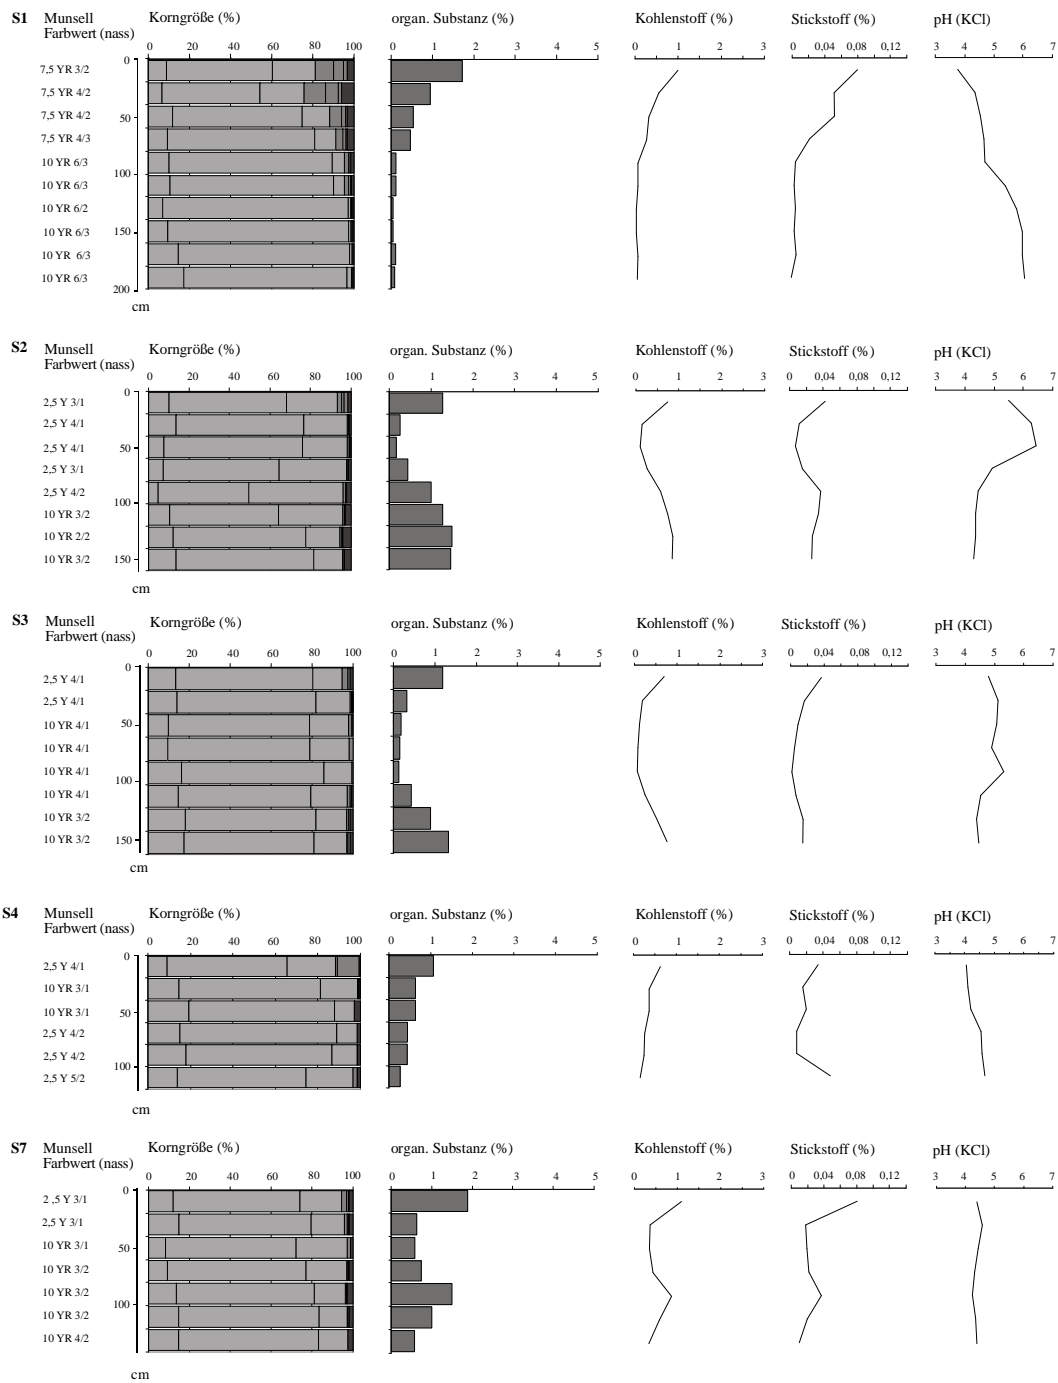 S1 Munsell Farbwert (nass) Korngröße (%) organ. Substanz (%) Kohlenstoff (%) Stickstoff (%) pH (KCl)
0 20 40 60 80 100 0 1 2 3 4 5 0 1 2 3 0 0,04 0,08 0,12 3 4 5 6 7
0
7,5 YR 3/2
7,5 YR 4/2
7,5 YR 4/2
50
7,5 YR 4/3
10 YR 6/3
100
10 YR 6/3
10 YR 6/2
10 YR 6/3
150
10 YR 6/3
10 YR 6/3
200
cm
S2 Munsell Farbwert (nass) Korngröße (%) organ. Substanz (%) Kohlenstoff (%) Stickstoff (%) pH (KCl)
0 20 40 60 80 100 0 1 2 3 4 5 0 1 2 3 0 0,04 0,08 0,12 3 4 5 6 7
0
2,5 Y 3/1
2,5 Y 4/1
2,5 Y 4/1
50
2,5 Y 3/1
2,5 Y 4/2
100
10 YR 3/2
10 YR 2/2
10 YR 3/2
150
cm
S3 Munsell Farbwert (nass) Korngröße (%) organ. Substanz (%) Kohlenstoff (%) Stickstoff (%) pH (KCl)
0 20 40 60 80 100 0 1 2 3 4 5 0 1 2 3 0 0,04 0,08 0,12 3 4 5 6 7
0
2,5 Y 4/1
2,5 Y 4/1
10 YR 4/1
50
10 YR 4/1
10 YR 4/1
100
10 YR 4/1
10 YR 3/2
10 YR 3/2
150
cm
S4 Munsell Farbwert (nass) Korngröße (%) organ. Substanz (%) Kohlenstoff (%) Stickstoff (%) pH (KCl)
0 20 40 60 80 100 0 1 2 3 4 5 0 1 2 3 0 0,04 0,08 0,12 3 4 5 6 7
0
2,5 Y 4/1
10 YR 3/1
10 YR 3/1
50
2,5 Y 4/2
2,5 Y 4/2
100
2,5 Y 5/2
cm
S7 Munsell Farbwert (nass) Korngröße (%) organ. Substanz (%) Kohlenstoff (%) Stickstoff (%) pH (KCl)
0 20 40 60 80 100 0 1 2 3 4 5 0 1 2 3 0 0,04 0,08 0,12 3 4 5 6 7
0
2 ,5 Y 3/1
2,5 Y 3/1
10 YR 3/1
50
10 YR 3/2
10 YR 3/2
100
10 YR 3/2
10 YR 4/2
cm